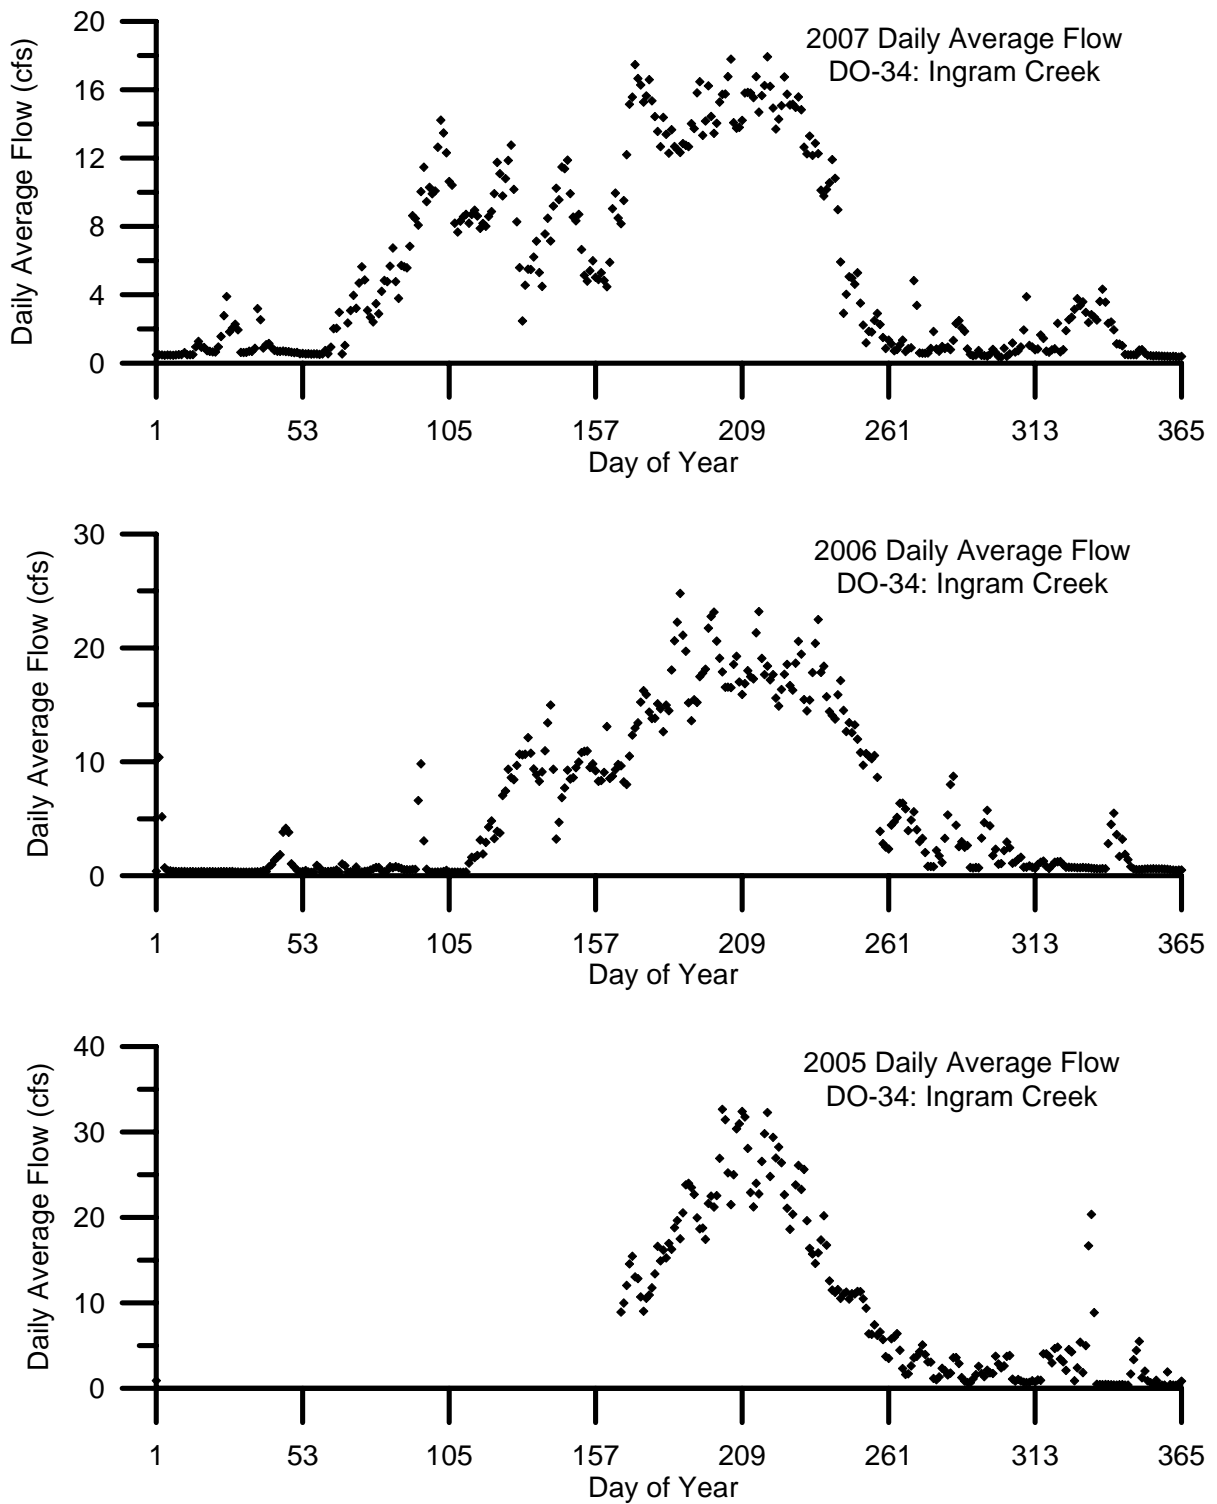 2007 Daily Average Flow
DO-34: Ingram Creek
Daily Average Flow (cfs)
20
16
12
8
4
0
1 53 105 157 209 261 313 365
Day of Year
2006 Daily Average Flow
DO-34: Ingram Creek
Daily Average Flow (cfs)
30
20
10
0
1 53 105 157 209 261 313 365
Day of Year
2005 Daily Average Flow
DO-34: Ingram Creek
Daily Average Flow (cfs)
40
30
20
10
0
1 53 105 157 209 261 313 365
Day of Year